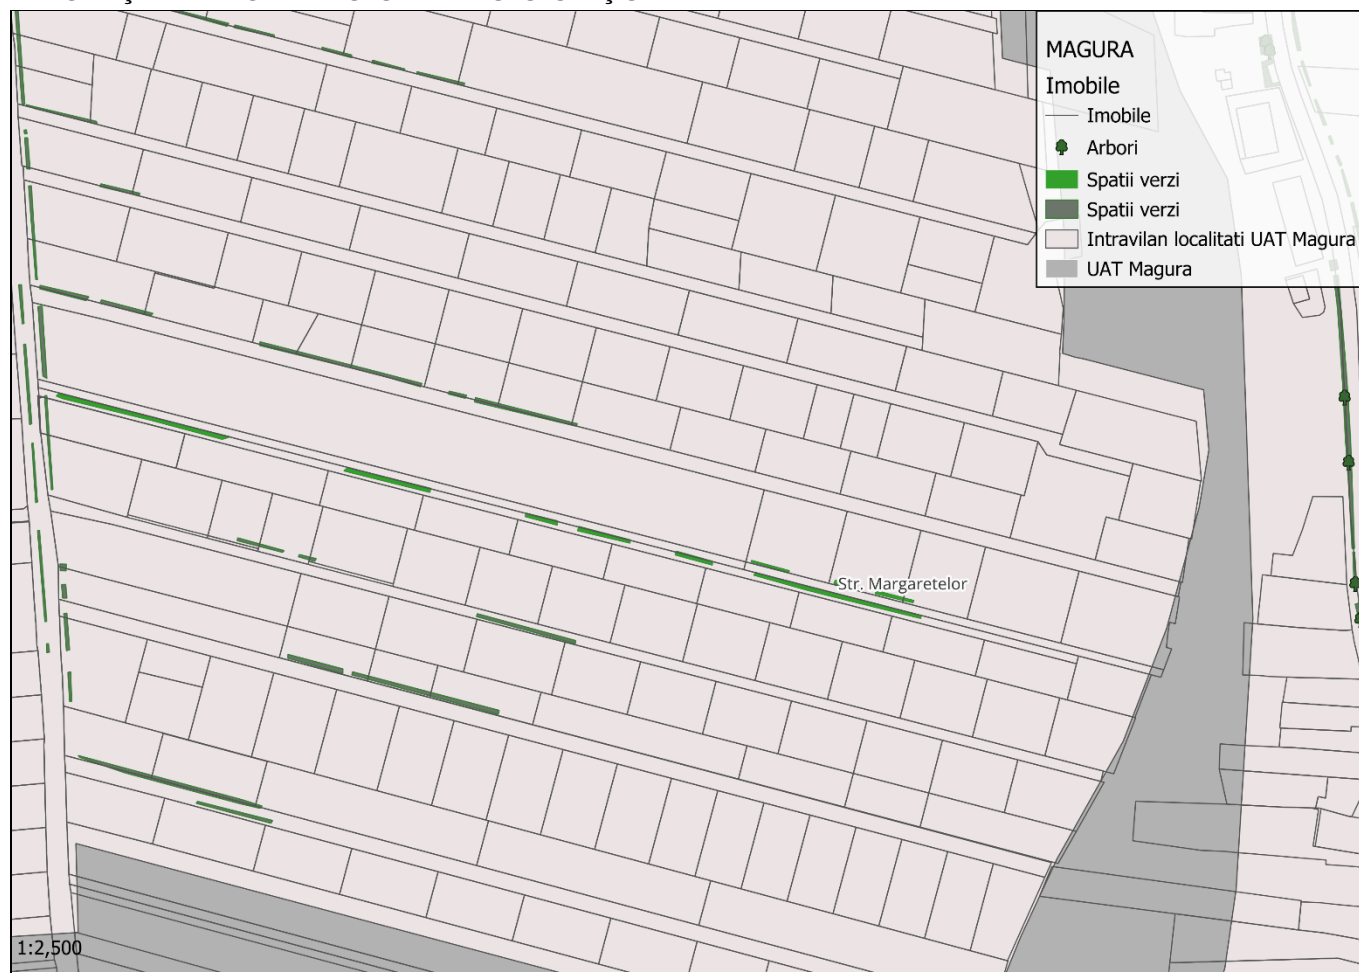 MAGURA
Imobile
Imobile
Arbori
Spatii verzi
Spatii verzi
Intravilan localitati UAT Magura
UAT Magura
Str. Margaretelor
1:2,500